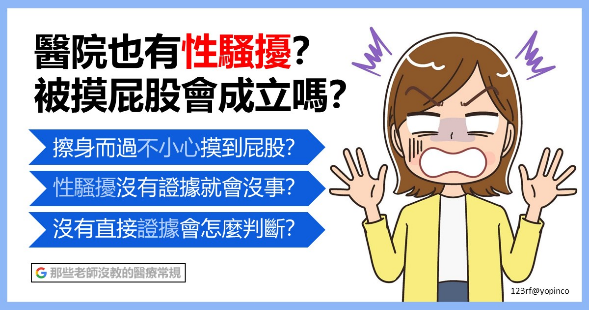 醫院也有性騷擾?
被摸屁股會成立嗎?
擦身而過不小心摸到屁股?
性騷擾沒有證據就會沒事?
沒有直接證據會怎麼判斷?
G 那些老師沒教的醫療常規
123rf@yopinco